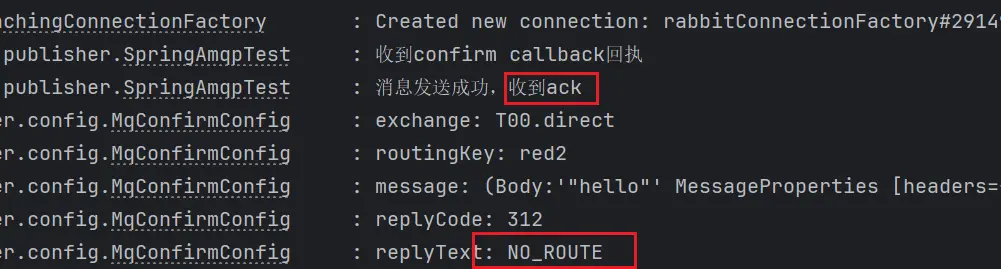 achingConnectionFactory : Created new connection: rabbitConnectionFactory#2914
publisher.SpringAmqpTest : 收到confirm callback回执
publisher.SpringAmqpTest : 消息发送成功, 收到ack
er.config.MqConfirmConfig : exchange: T00.direct
er.config.MqConfirmConfig : routingKey: red2
er.config.MqConfirmConfig : message: (Body:'"hello"' MessageProperties [headers=
er.config.MqConfirmConfig : replyCode: 312
er.config.MqConfirmConfig : replyText: NO_ROUTE